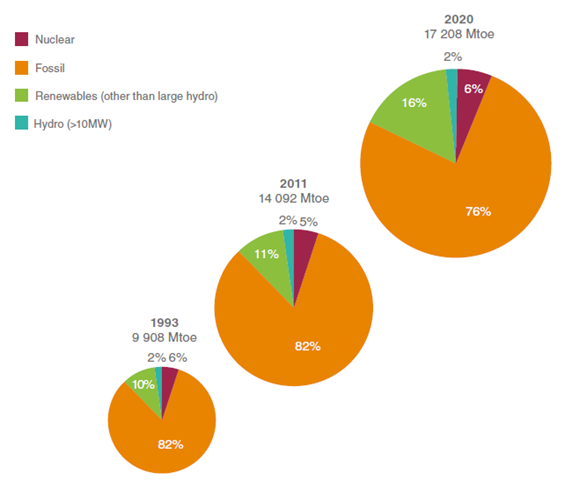 2020
17 208 Mtoe
Nuclear
Fossil
Renewables (other than large hydro)
Hydro (>10MW)
2%
6%
16%
76%
2011
14 092 Mtoe
2% 5%
11%
82%
1993
9 908 Mtoe
2% 6%
10%
82%